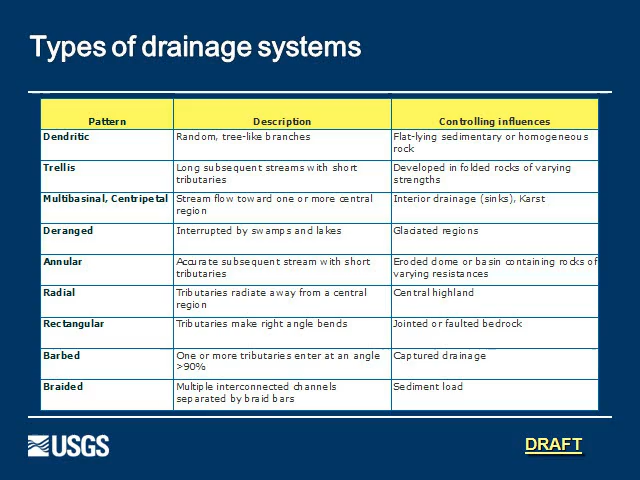 Types of drainage systems
Pattern Description Controlling influences
Dendritic Random, tree-like branches Flat-lying sedimentary or homogeneous
rock
Trellis Long subsequent streams with short Developed in folded rocks of varying
tributaries strengths
Multibasinal, Centripetal Stream flow toward one or more central Interior drainage (sinks), Karst
region
Deranged Interrupted by swamps and lakes Glaciated regions
Annular Accurate subsequent stream with short Eroded dome or basin containing rocks of
tributaries varying resistances
Radial Tributaries radiate away from a central Central highland
region
Rectangular Tributaries make right angle bends Jointed or faulted bedrock
Barbed One or more tributaries enter at an angle Captured drainage
>90%
Braided Multiple interconnected channels Sediment load
separated by braid bars
USGS
DRAFT